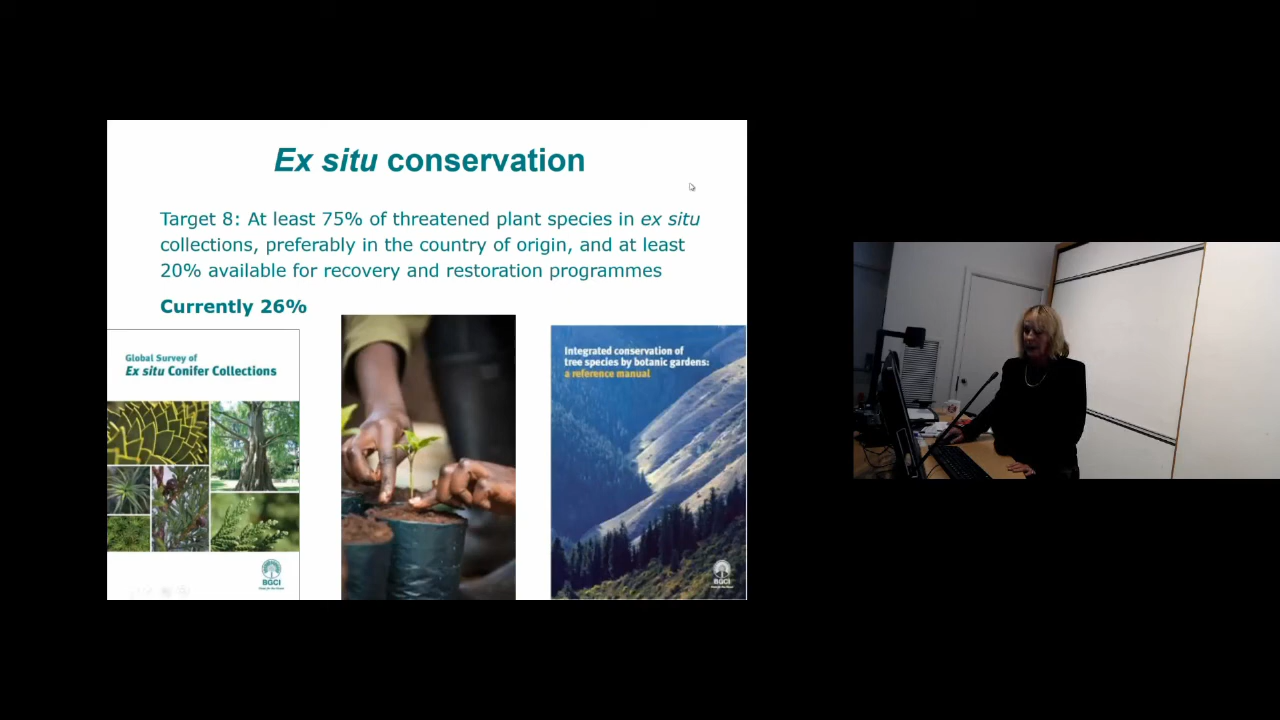 Ex situ conservation
Target 8: At least 75% of threatened plant species in ex situ
collections, preferably in the country of origin, and at least
20% available for recovery and restoration programmes
Currently 26%
Global Survey of
Ex situ Conifer Collections
BGCI
Integrated conservation of
tree species by botanic gardens:
a reference manual
BGCI